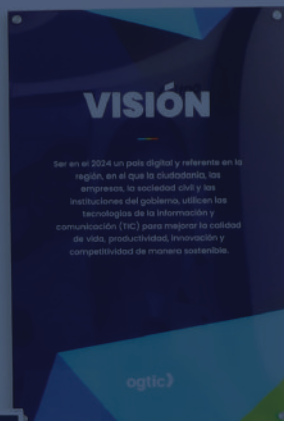 VISIÓN
Ser en el 2024 un país digital y referente en la
región, en el que la ciudadanía, las
empresas, la sociedad civil y las
instituciones del gobierno, utilicen las
tecnologías de la información y
comunicación (TIC) para mejorar la calidad
de vida, productividad, innovación y
competitividad de manera sostenible.
ogtic